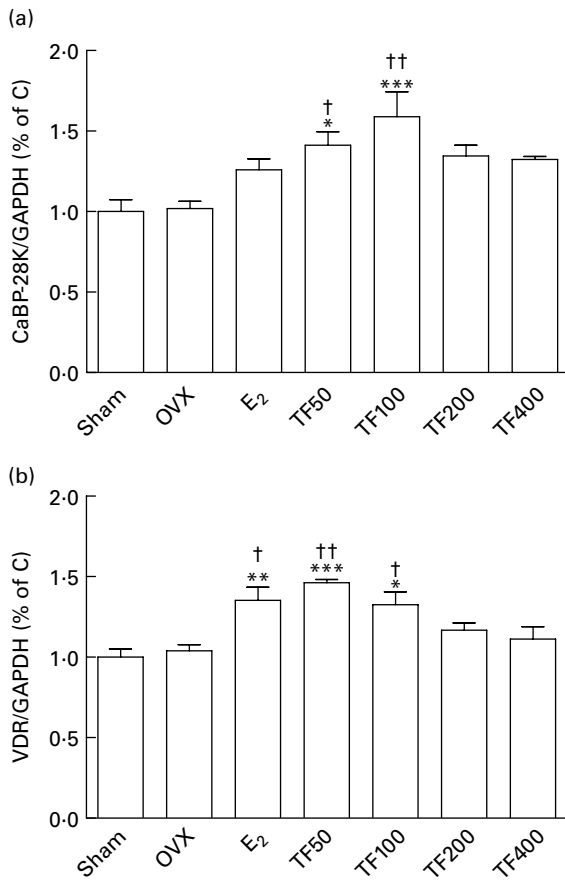 (a)
CaBP-28K/GAPDH (% of C)
2·0
1·5
1·0
0·5
0·0
†
*
††
***
Sham
OVX
E₂
TF50
TF100
TF200
TF400
(b)
VDR/GAPDH (% of C)
2·0
1·5
1·0
0·5
0·0
†
**
††
***
†
*
Sham
OVX
E₂
TF50
TF100
TF200
TF400